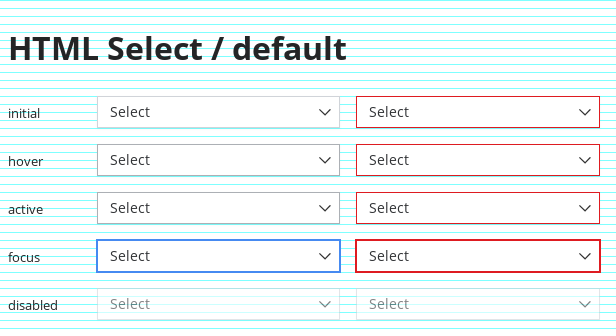 HTML Select / default
initial Select Select
hover Select Select
active Select Select
focus Select Select
disabled Select Select